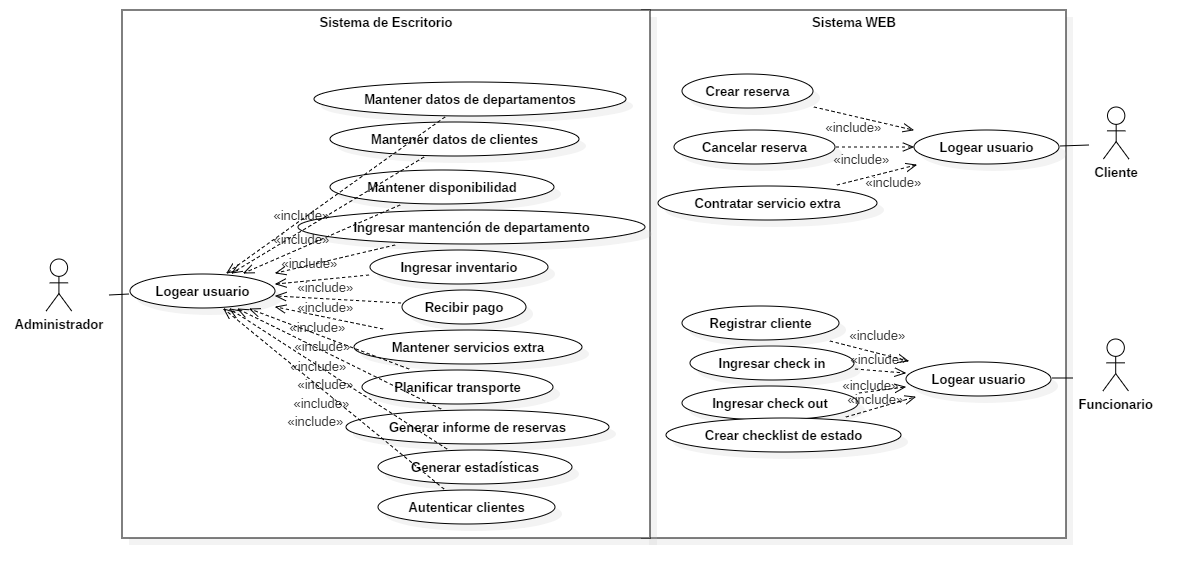 Sistema de Escritorio
Mantener datos de departamentos
Mantener datos de clientes
Mantener disponibilidad
«include»
Ingresar mantención de departamento
«include»
«include»
Ingresar inventario
«include»
Logear usuario
Administrador
Recibir pago
«include»
«include»
Mantener servicios extra
«include»
«include»
Planificar transporte
«include»
«include»
Generar informe de reservas
«include»
Generar estadísticas
Autenticar clientes
Sistema WEB
Crear reserva
«include»
Cancelar reserva
«include»
Logear usuario
Cliente
«include»
Contratar servicio extra
Registrar cliente
«include»
Ingresar check in
«include»
Logear usuario
«include»
Ingresar check out
«include»
Funcionario
Crear checklist de estado